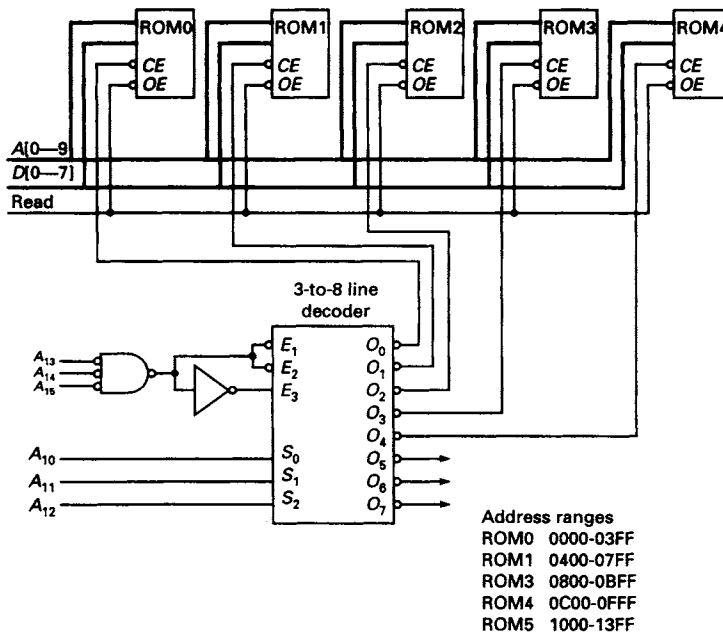 ROM0 ROM1 ROM2 ROM3 ROM4
CE CE CE CE CE
OE OE OE OE OE
A[0—9]
D[0—7]
Read
3-to-8 line
decoder
E1
E2
E3
A13
A14
A15
O0
O1
O2
O3
O4
O5
O6
O7
A10 S0
A11 S1
A12 S2
Address ranges
ROM0 0000-03FF
ROM1 0400-07FF
ROM3 0800-0BFF
ROM4 0C00-0FFF
ROM5 1000-13FF